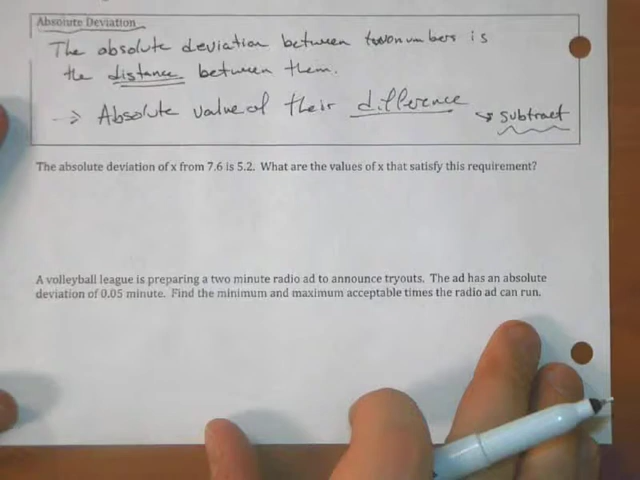 Absolute Deviation
The absolute deviation between two numbers is
the distance between them.
→ Absolute value of their difference → subtract
The absolute deviation of x from 7.6 is 5.2. What are the values of x that satisfy this requirement?
A volleyball league is preparing a two minute radio ad to announce tryouts. The ad has an absolute
deviation of 0.05 minute. Find the minimum and maximum acceptable times the radio ad can run.